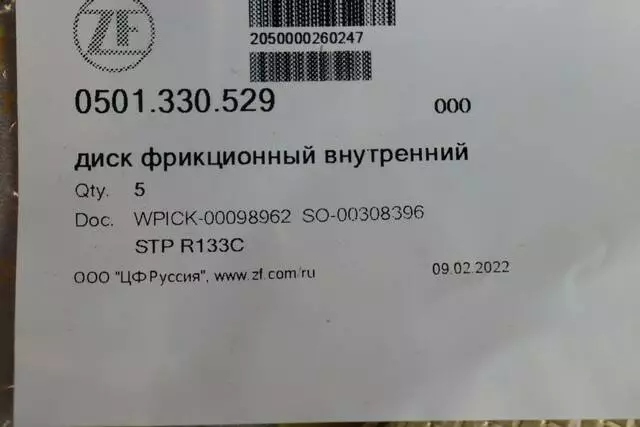 ZF
2050000260247
0501.330.529 000
диск фрикционный внутренний
Qty. 5
Doc. WPICK-00098962 SO-00308396
STP R133C
ООО "ЦФ Руссия", www.zf.com/ru 09.02.2022